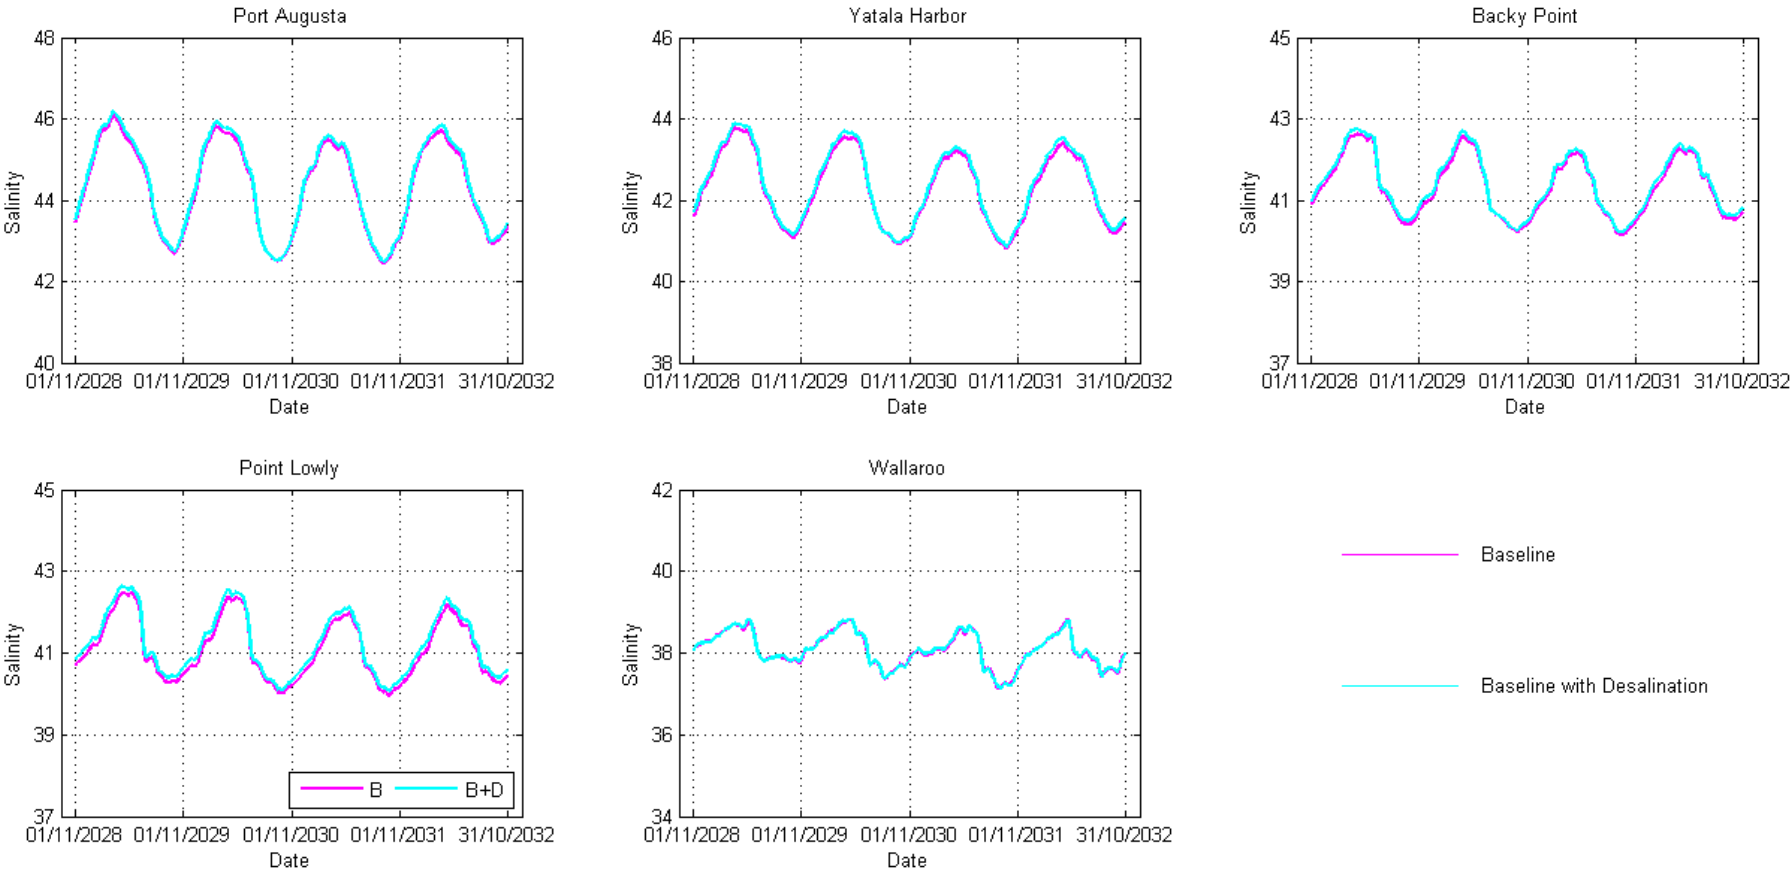 Port Augusta
48
46
44
42
40
Salinity
01/11/2028 01/11/2029 01/11/2030 01/11/2031 31/10/2032
Date
Yatala Harbor
46
44
42
40
38
Salinity
01/11/2028 01/11/2029 01/11/2030 01/11/2031 31/10/2032
Date
Backy Point
45
43
41
39
37
Salinity
01/11/2028 01/11/2029 01/11/2030 01/11/2031 31/10/2032
Date
Point Lowly
45
43
41
39
37
Salinity
B B+D
01/11/2028 01/11/2029 01/11/2030 01/11/2031 31/10/2032
Date
Wallaroo
42
40
38
36
34
Salinity
01/11/2028 01/11/2029 01/11/2030 01/11/2031 31/10/2032
Date
Baseline
Baseline with Desalination